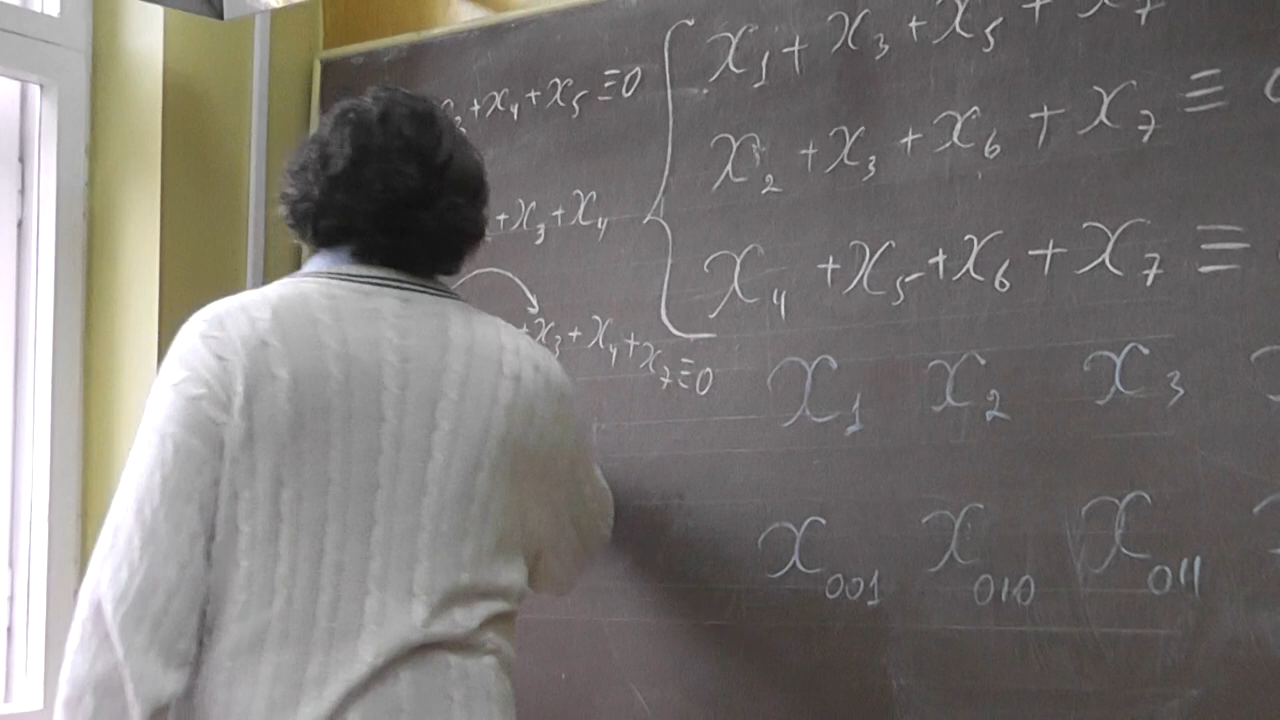 x₂ + x₄ + x₅ ≡ 0
+ x₃ + x₄
+ x₃ + x₄ + x₇ ≡ 0
x₁ + x₃ + x₅ + x₇
x₂ + x₃ + x₆ + x₇ ≡
x₄ + x₅ + x₆ + x₇ ≡
x₁ x₂ x₃
x₀₀₁ x₀₁₀ x₀₁₁